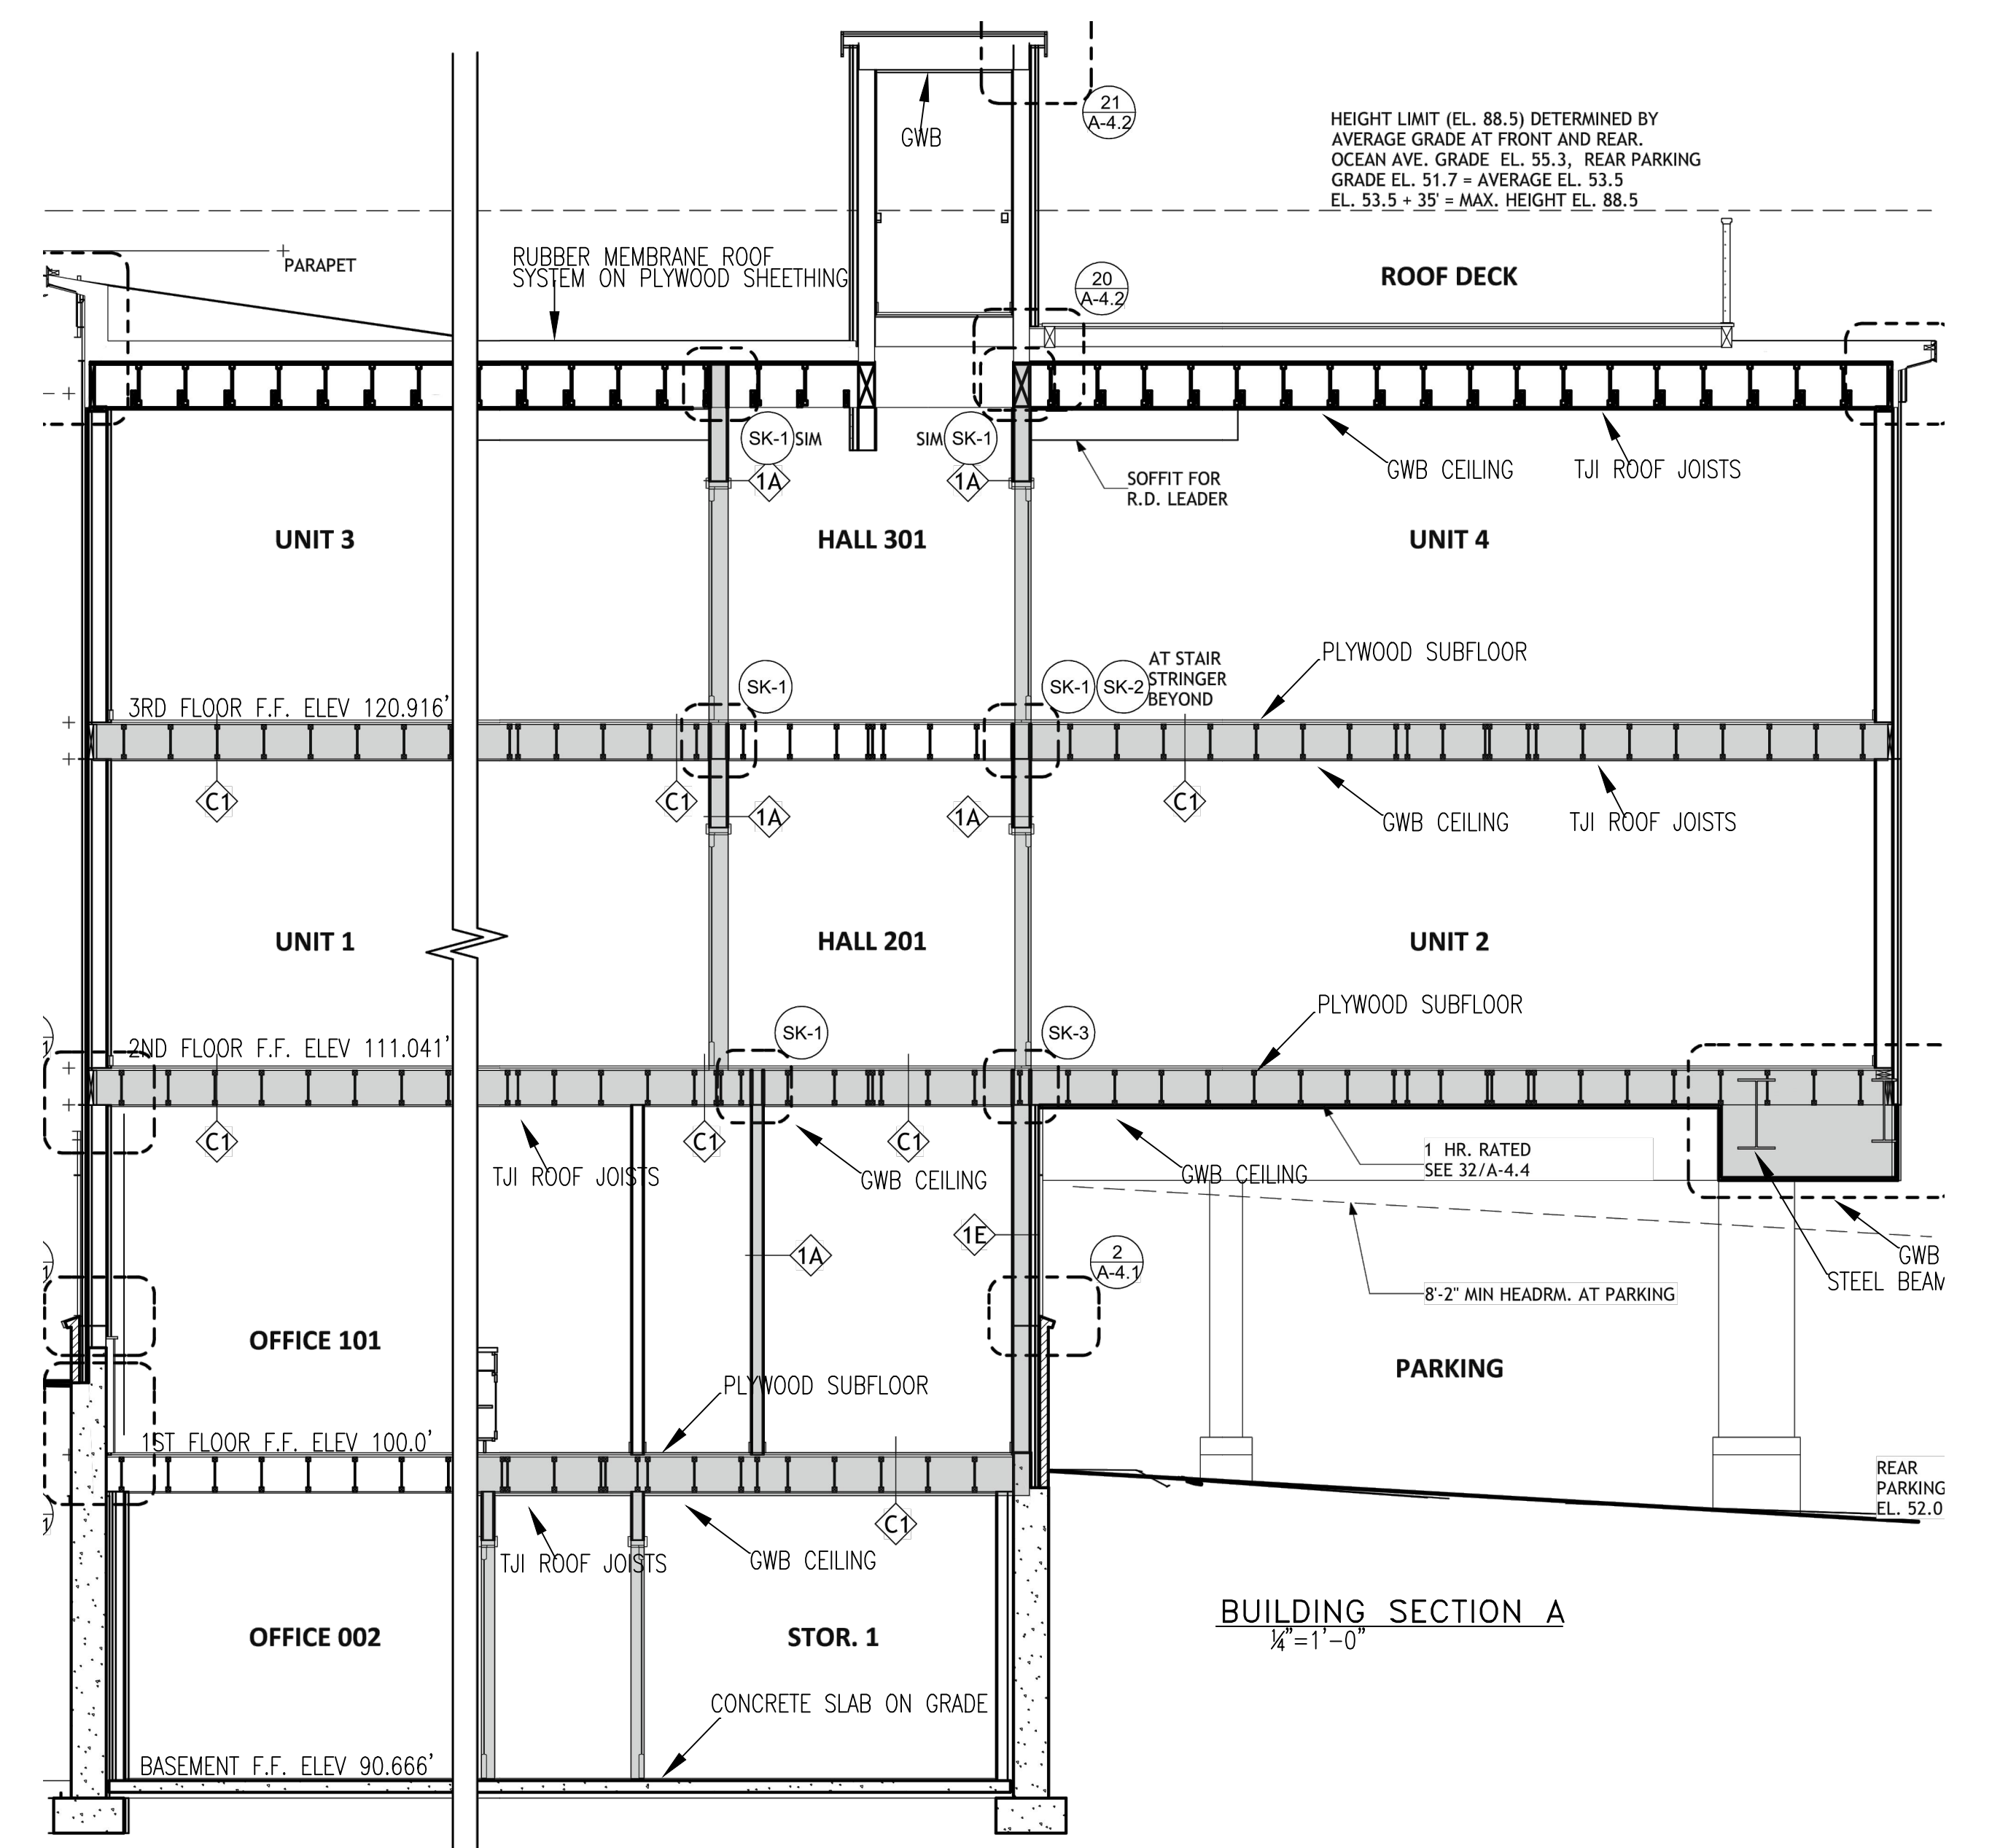 21
A-4.2
GWB
HEIGHT LIMIT (EL. 88.5) DETERMINED BY
AVERAGE GRADE AT FRONT AND REAR.
OCEAN AVE. GRADE EL. 55.3, REAR PARKING
GRADE EL. 51.7 = AVERAGE EL. 53.5
EL. 53.5 + 35' = MAX. HEIGHT EL. 88.5
PARAPET
RUBBER MEMBRANE ROOF
SYSTEM ON PLYWOOD SHEETHING
20
A-4.2
ROOF DECK
SK-1 SIM
SIM SK-1
1A
1A
SOFFIT FOR
R.D. LEADER
GWB CEILING
TJI ROOF JOISTS
UNIT 3
HALL 301
UNIT 4
3RD FLOOR F.F. ELEV 120.916'
SK-1
SK-1
SK-2
AT STAIR
STRINGER
BEYOND
PLYWOOD SUBFLOOR
C1
C1
1A
1A
C1
GWB CEILING
TJI ROOF JOISTS
UNIT 1
HALL 201
UNIT 2
2ND FLOOR F.F. ELEV 111.041'
SK-1
SK-3
PLYWOOD SUBFLOOR
C1
TJI ROOF JOISTS
C1
GWB CEILING
C1
GWB CEILING
1 HR. RATED
SEE 32/A-4.4
1A
1E
2
A-4.1
8'-2" MIN HEADRM. AT PARKING
GWB
STEEL BEAM
OFFICE 101
PLYWOOD SUBFLOOR
PARKING
1ST FLOOR F.F. ELEV 100.0'
REAR
PARKING
EL. 52.0
TJI ROOF JOISTS
GWB CEILING
C1
OFFICE 002
STOR. 1
BUILDING SECTION A
¼"=1'-0"
CONCRETE SLAB ON GRADE
BASEMENT F.F. ELEV 90.666'